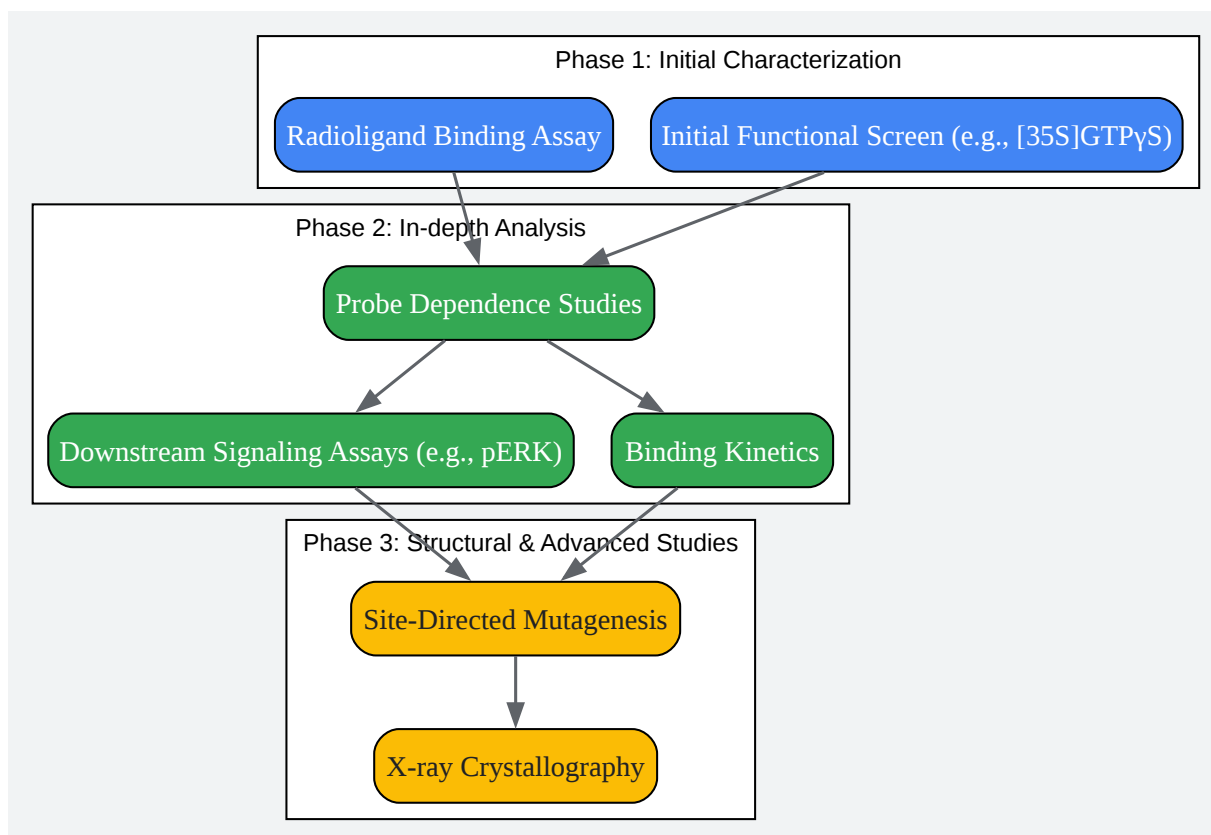 Phase 1: Initial Characterization
Radioligand Binding Assay
Initial Functional Screen (e.g., [35S]GTPγS)
Phase 2: In-depth Analysis
Probe Dependence Studies
Downstream Signaling Assays (e.g., pERK)
Binding Kinetics
Phase 3: Structural & Advanced Studies
Site-Directed Mutagenesis
X-ray Crystallography